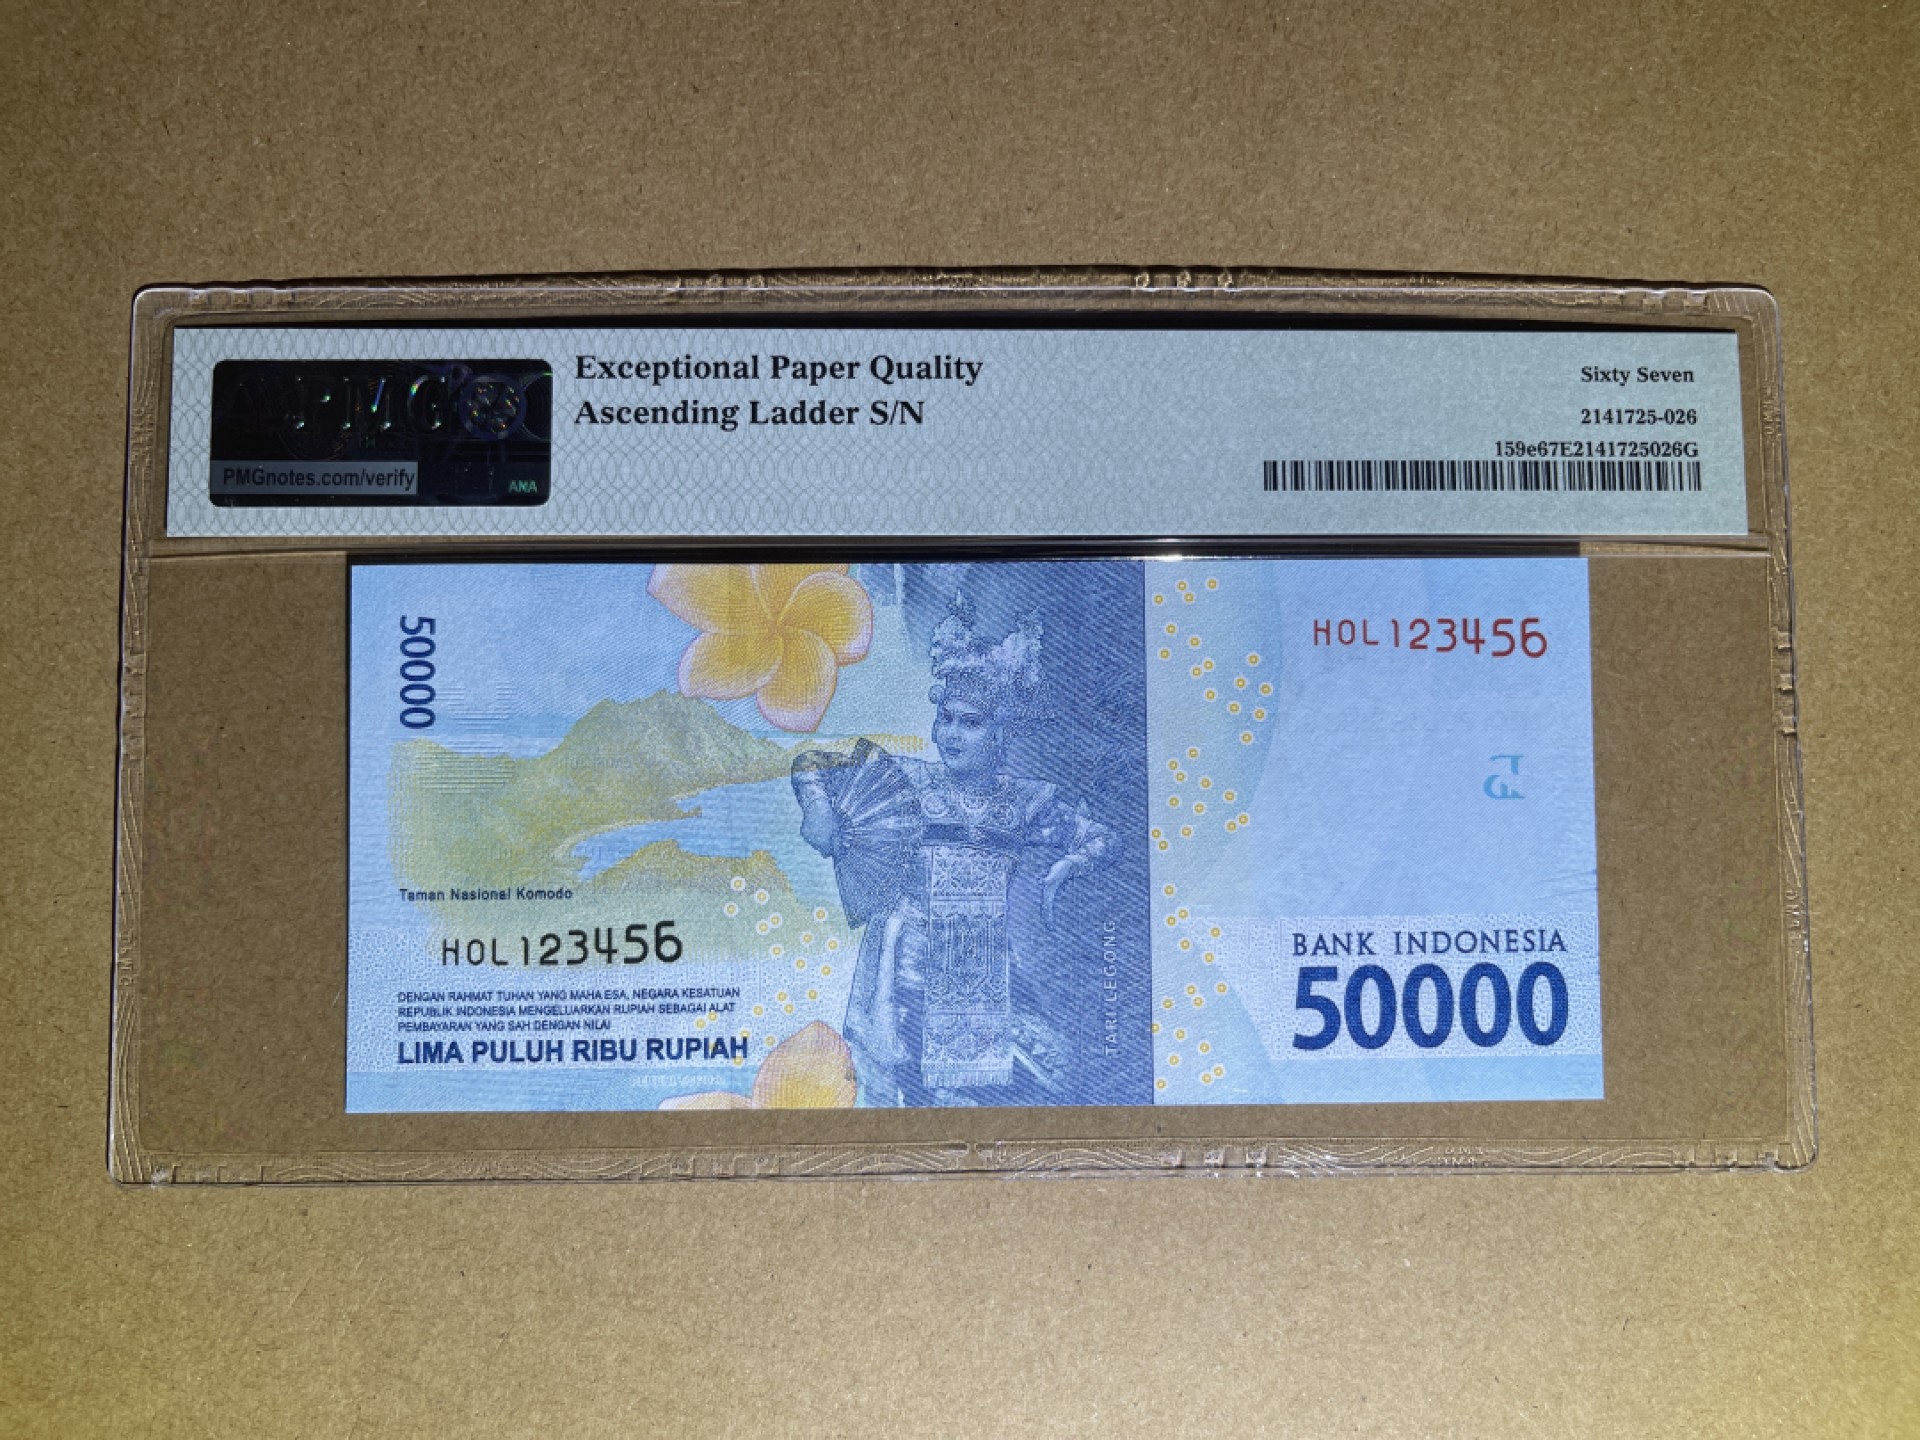 PMG
PMGnotes.com/verify
ANA
Exceptional Paper Quality
Ascending Ladder S/N
Sixty Seven
2141725-026
159e67E2141725026G
50000
HOL123456
Taman Nasional Komodo
HOL123456
DENGAN RAHMAT TUHAN YANG MAHA ESA, NEGARA KESATUAN
REPUBLIK INDONESIA MENGELUARKAN RUPIAH SEBAGAI ALAT
PEMBAYARAN YANG SAH DENGAN NILAI
LIMA PULUH RIBU RUPIAH
TARI LEGONG
BANK INDONESIA
50000